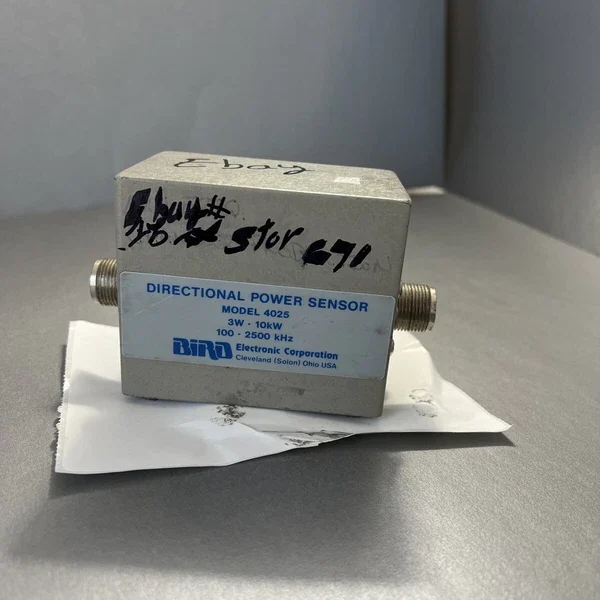 Ebay
Ebay#
stor 671
DIRECTIONAL POWER SENSOR
MODEL 4025
3W - 10kW
100 - 2500 kHz
BIRD Electronic Corporation
Cleveland (Solon) Ohio USA